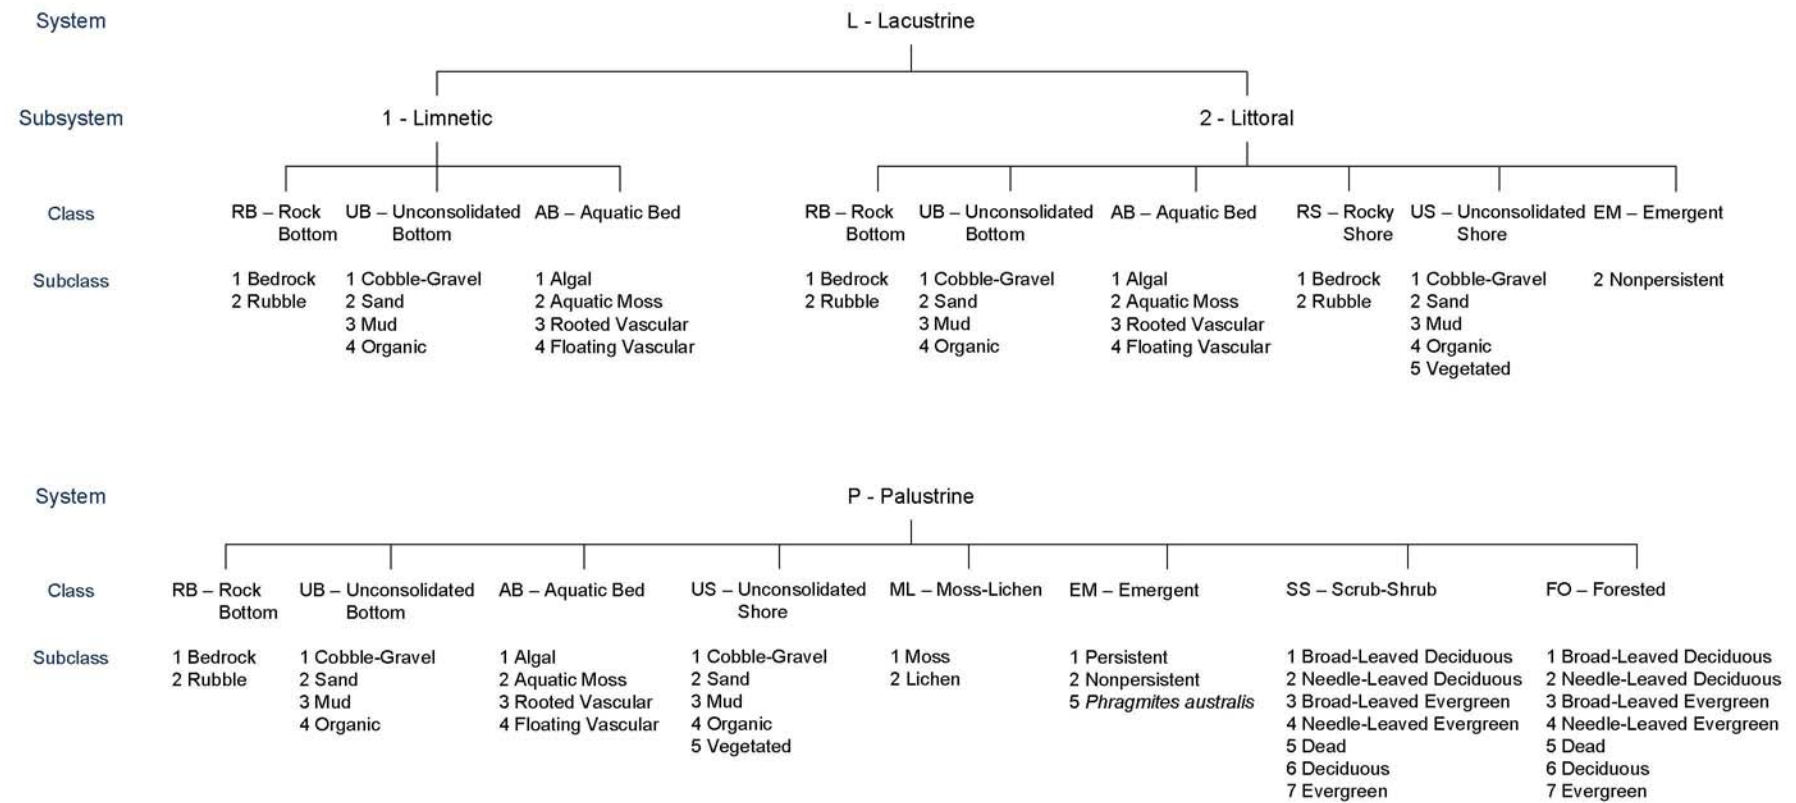 System L - Lacustrine
Subsystem 1 - Limnetic 2 - Littoral
Class RB – Rock UB – Unconsolidated AB – Aquatic Bed RB – Rock UB – Unconsolidated AB – Aquatic Bed RS – Rocky US – Unconsolidated EM – Emergent
Bottom Bottom Bottom Bottom Shore Shore
Subclass 1 Bedrock 1 Cobble-Gravel 1 Algal 1 Bedrock 1 Cobble-Gravel 1 Algal 1 Bedrock 1 Cobble-Gravel 2 Nonpersistent
2 Rubble 2 Sand 2 Aquatic Moss 2 Rubble 2 Sand 2 Aquatic Moss 2 Rubble 2 Sand
3 Mud 3 Rooted Vascular 3 Mud 3 Rooted Vascular 3 Mud
4 Organic 4 Floating Vascular 4 Organic 4 Floating Vascular 4 Organic
5 Vegetated
System P - Palustrine
Class RB – Rock UB – Unconsolidated AB – Aquatic Bed US – Unconsolidated ML – Moss-Lichen EM – Emergent SS – Scrub-Shrub FO – Forested
Bottom Bottom Shore
Subclass 1 Bedrock 1 Cobble-Gravel 1 Algal 1 Cobble-Gravel 1 Moss 1 Persistent 1 Broad-Leaved Deciduous 1 Broad-Leaved Deciduous
2 Rubble 2 Sand 2 Aquatic Moss 2 Sand 2 Lichen 2 Nonpersistent 2 Needle-Leaved Deciduous 2 Needle-Leaved Deciduous
3 Mud 3 Rooted Vascular 3 Mud 5 Phragmites australis 3 Broad-Leaved Evergreen 3 Broad-Leaved Evergreen
4 Organic 4 Floating Vascular 4 Organic 4 Needle-Leaved Evergreen 4 Needle-Leaved Evergreen
5 Vegetated 5 Dead 5 Dead
6 Deciduous 6 Deciduous
7 Evergreen 7 Evergreen